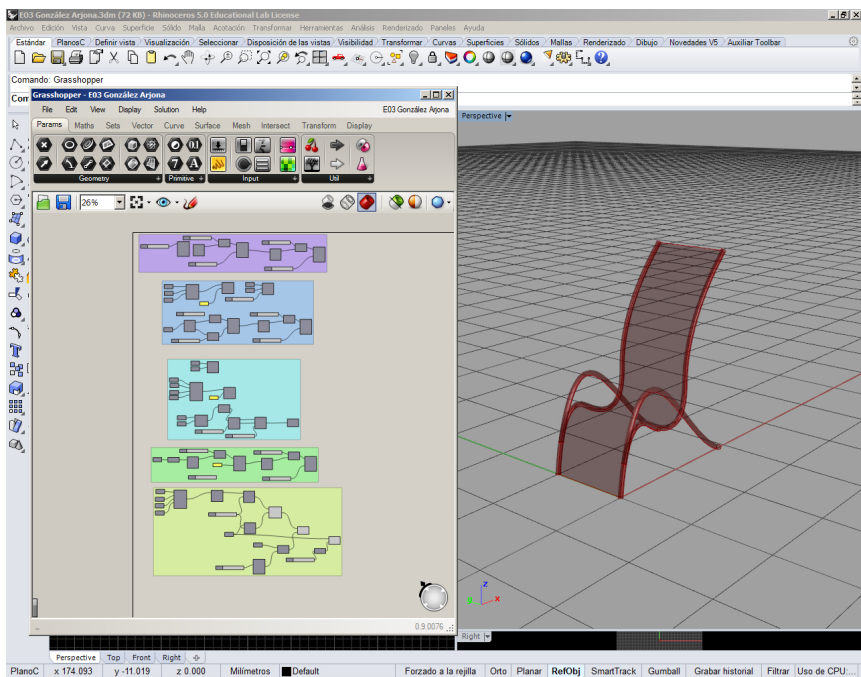 E03 González Arjona.3dm (72 KB) - Rhinoceros 5.0 Educational Lab License
Archivo Edición Vista Curva Superficie Sólido Malla Acotación Transformar Herramientas Análisis Renderizado Paneles Ayuda
Estándar PlanosC Definir vista Visualización Seleccionar Disposición de las vistas Visibilidad Transformar Curvas Superficies Sólidos Mallas Renderizado Dibujo Novedades V5 Auxiliar Toolbar
Comando: Grasshopper
Com
Grasshopper - E03 González Arjona
File Edit View Display Solution Help E03 González Arjona
Params Maths Sets Vector Curve Surface Mesh Intersect Transform Display
Geometry Primitive Input Util
26%
Perspective
z
x
0.9.0076
Right
Perspective Top Front Right
PlanoC x 174.093 y -11.019 z 0.000 Milímetros Default Forzado a la rejilla Orto Planar RefObj SmartTrack Gumball Grabar historial Filtrar Uso de CPU:...